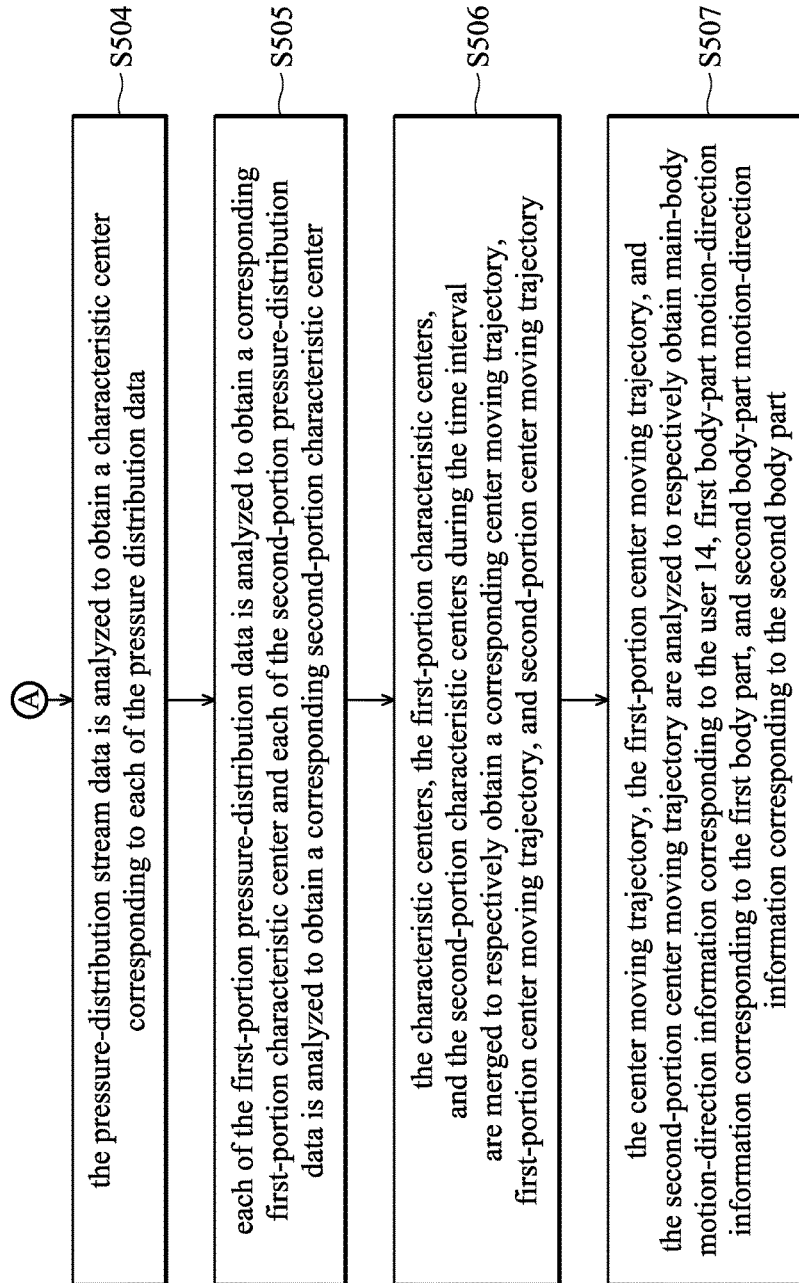 A
the pressure-distribution stream data is analyzed to obtain a characteristic center
corresponding to each of the pressure distribution data
S504
each of the first-portion pressure-distribution data is analyzed to obtain a corresponding
first-portion characteristic center and each of the second-portion pressure-distribution
data is analyzed to obtain a corresponding second-portion characteristic center
S505
the characteristic centers, the first-portion characteristic centers,
and the second-portion characteristic centers during the time interval
are merged to respectively obtain a corresponding center moving trajectory,
first-portion center moving trajectory, and second-portion center moving trajectory
S506
the center moving trajectory, the first-portion center moving trajectory, and
the second-portion center moving trajectory are analyzed to respectively obtain main-body
motion-direction information corresponding to the user 14, first body-part motion-direction
information corresponding to the first body part, and second body-part motion-direction
information corresponding to the second body part
S507